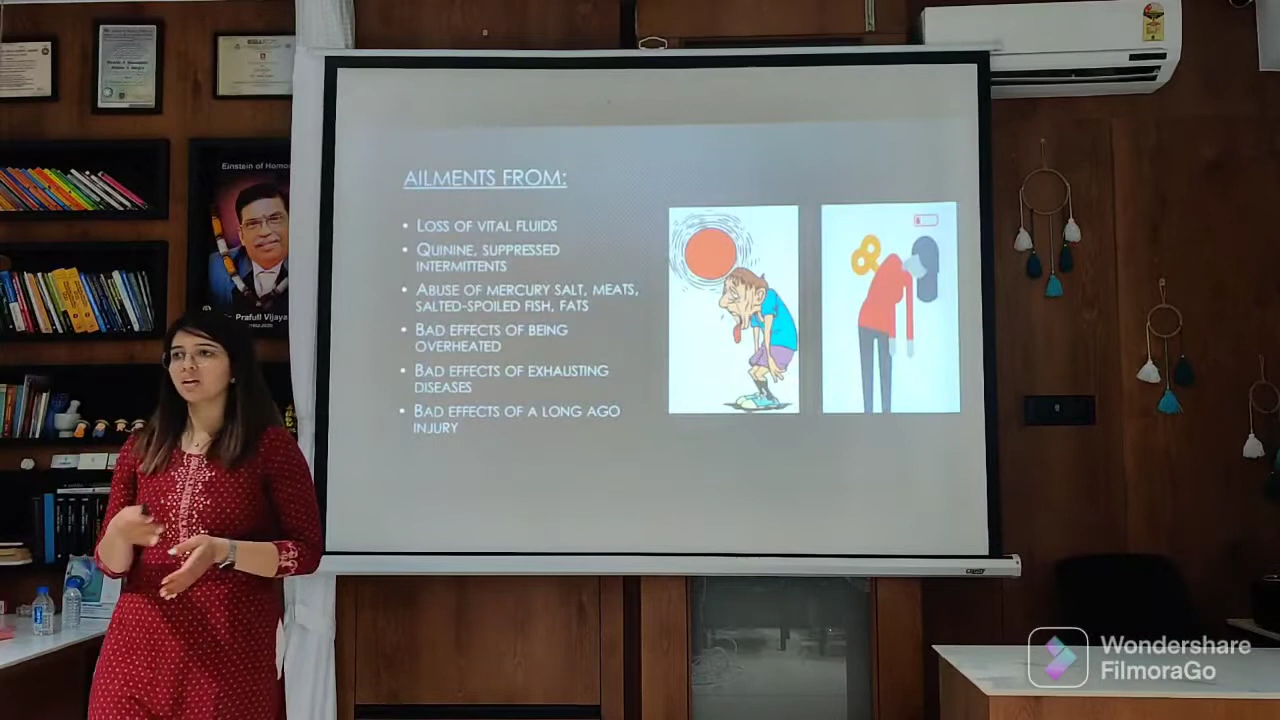 AILMENTS FROM:
• LOSS OF VITAL FLUIDS
• QUININE, SUPPRESSED
INTERMITTENTS
• ABUSE OF MERCURY SALT, MEATS,
SALTED-SPOILED FISH, FATS
• BAD EFFECTS OF BEING
OVERHEATED
• BAD EFFECTS OF EXHAUSTING
DISEASES
• BAD EFFECTS OF A LONG AGO
INJURY
Einstein of Homo
Prafull Vijaya
Wondershare
FilmoraGo